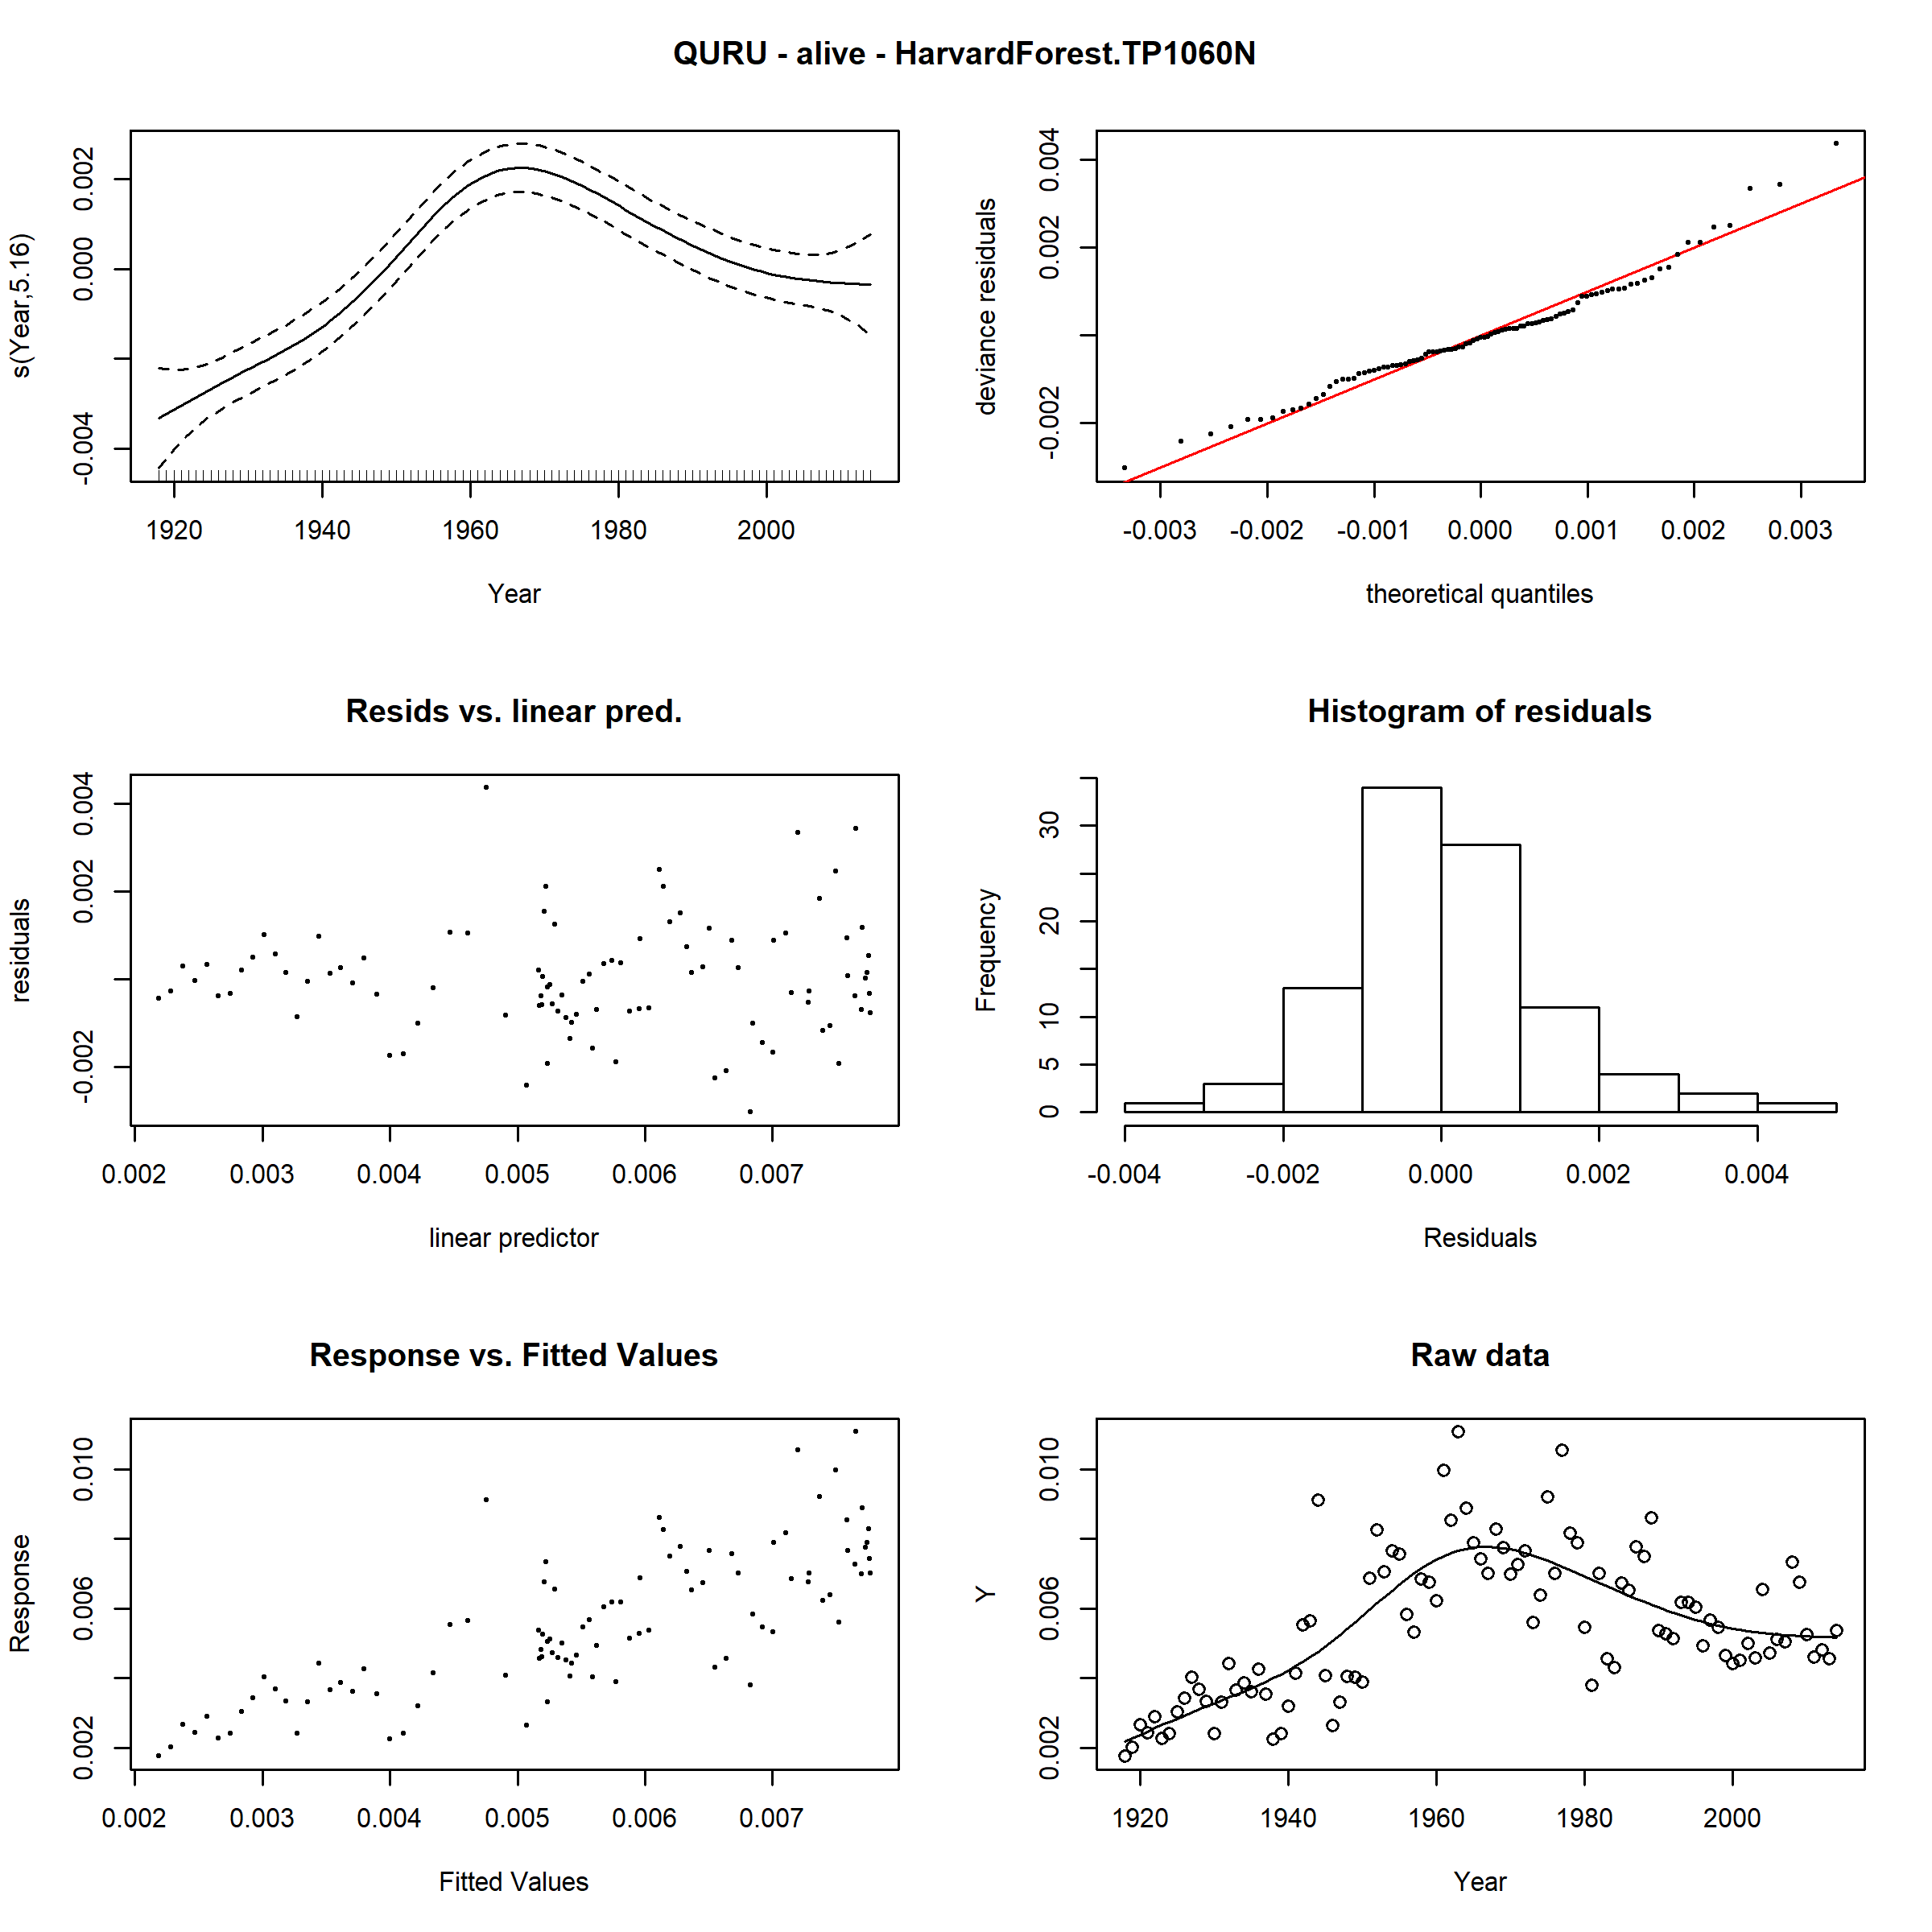 QURU - alive - HarvardForest.TP1060N
s(Year,5.16)
-0.004 0.000 0.002
1920 1940 1960 1980 2000
Year
deviance residuals
-0.002 0.002 0.004
-0.003 -0.002 -0.001 0.000 0.001 0.002 0.003
theoretical quantiles
Resids vs. linear pred.
residuals
-0.002 0.002 0.004
0.002 0.003 0.004 0.005 0.006 0.007
linear predictor
Histogram of residuals
Frequency
0 5 10 20 30
-0.004 -0.002 0.000 0.002 0.004
Residuals
Response vs. Fitted Values
Response
0.002 0.006 0.010
0.002 0.003 0.004 0.005 0.006 0.007
Fitted Values
Raw data
Y
0.002 0.006 0.010
1920 1940 1960 1980 2000
Year